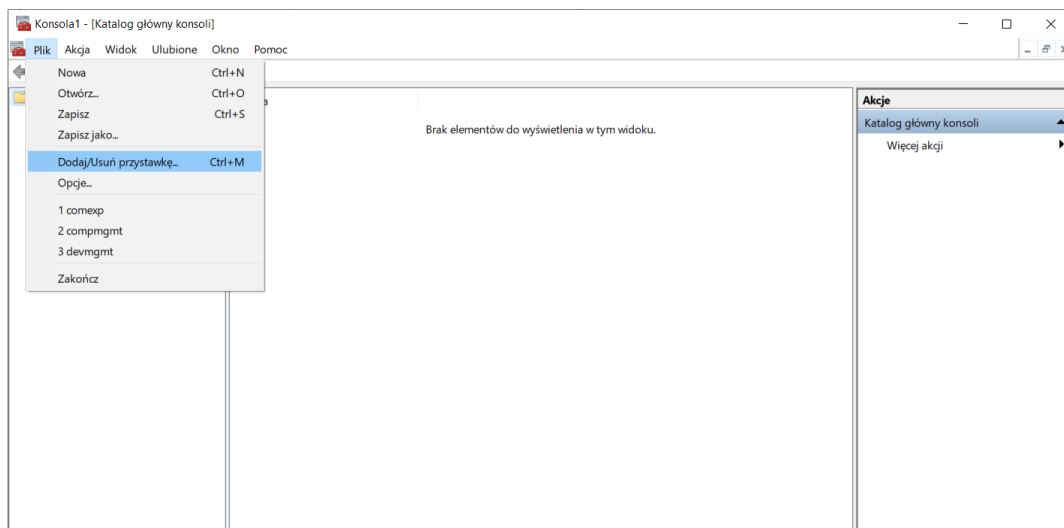 Konsola1 - [Katalog główny konsoli]
Plik Akcja Widok Ulubione Okno Pomoc
Nowa Ctrl+N
Otwórz... Ctrl+O
Zapisz Ctrl+S
Zapisz jako...
Dodaj/Usuń przystawkę... Ctrl+M
Opcje...
1 comexp
2 compmgmt
3 devmgmt
Zakończ
Brak elementów do wyświetlenia w tym widoku.
Akcje
Katalog główny konsoli
Więcej akcji